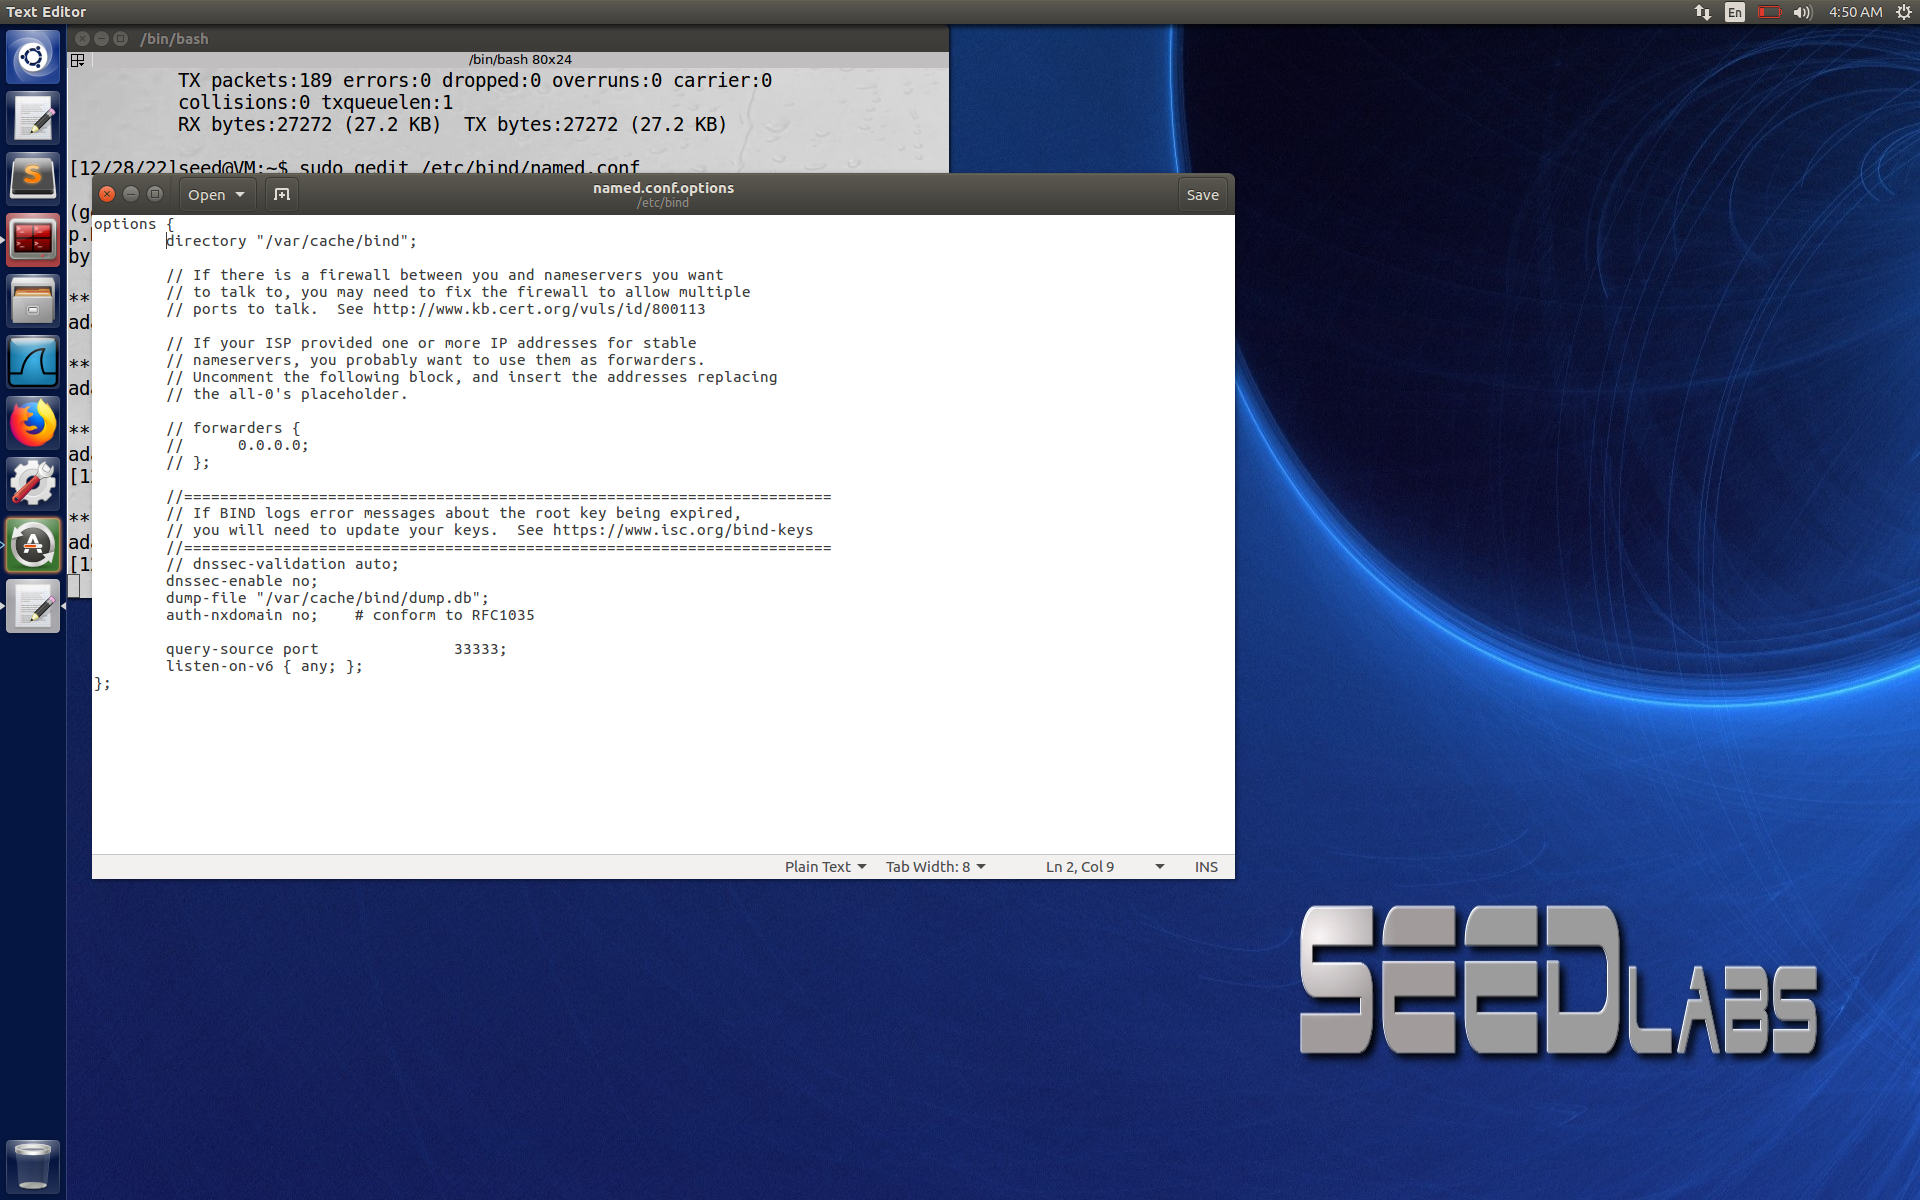 Text Editor
En
4:50 AM
/bin/bash
/bin/bash 80x24
TX packets:189 errors:0 dropped:0 overruns:0 carrier:0
collisions:0 txqueuelen:1
RX bytes:27272 (27.2 KB)  TX bytes:27272 (27.2 KB)
[12/28/22]seed@VM:~$ sudo gedit /etc/bind/named.conf
Open
named.conf.options
/etc/bind
Save
options {
directory "/var/cache/bind";
// If there is a firewall between you and nameservers you want
// to talk to, you may need to fix the firewall to allow multiple
// ports to talk.  See http://www.kb.cert.org/vuls/id/800113
// If your ISP provided one or more IP addresses for stable
// nameservers, you probably want to use them as forwarders.
// Uncomment the following block, and insert the addresses replacing
// the all-0's placeholder.
// forwarders {
//      0.0.0.0;
// };
//========================================================================
// If BIND logs error messages about the root key being expired,
// you will need to update your keys.  See https://www.isc.org/bind-keys
//========================================================================
// dnssec-validation auto;
dnssec-enable no;
dump-file "/var/cache/bind/dump.db";
auth-nxdomain no;    # conform to RFC1035
query-source port               33333;
listen-on-v6 { any; };
};
Plain Text
Tab Width: 8
Ln 2, Col 9
INS
SEEDLABS